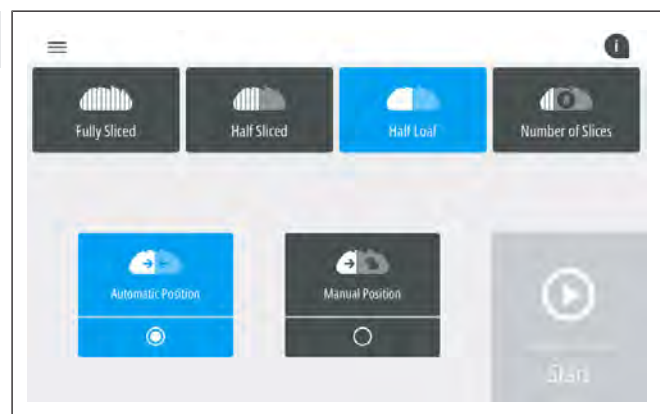 i
Fully Sliced
Half Sliced
Half Loaf
Number of Slices
Automatic Position
Manual Position
Start